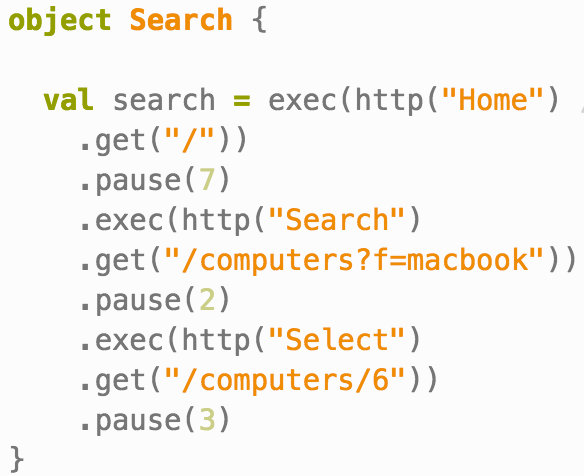 object Search {
val search = exec(http("Home")
.get("/"))
.pause(7)
.exec(http("Search")
.get("/computers?f=macbook"))
.pause(2)
.exec(http("Select")
.get("/computers/6"))
.pause(3)
}